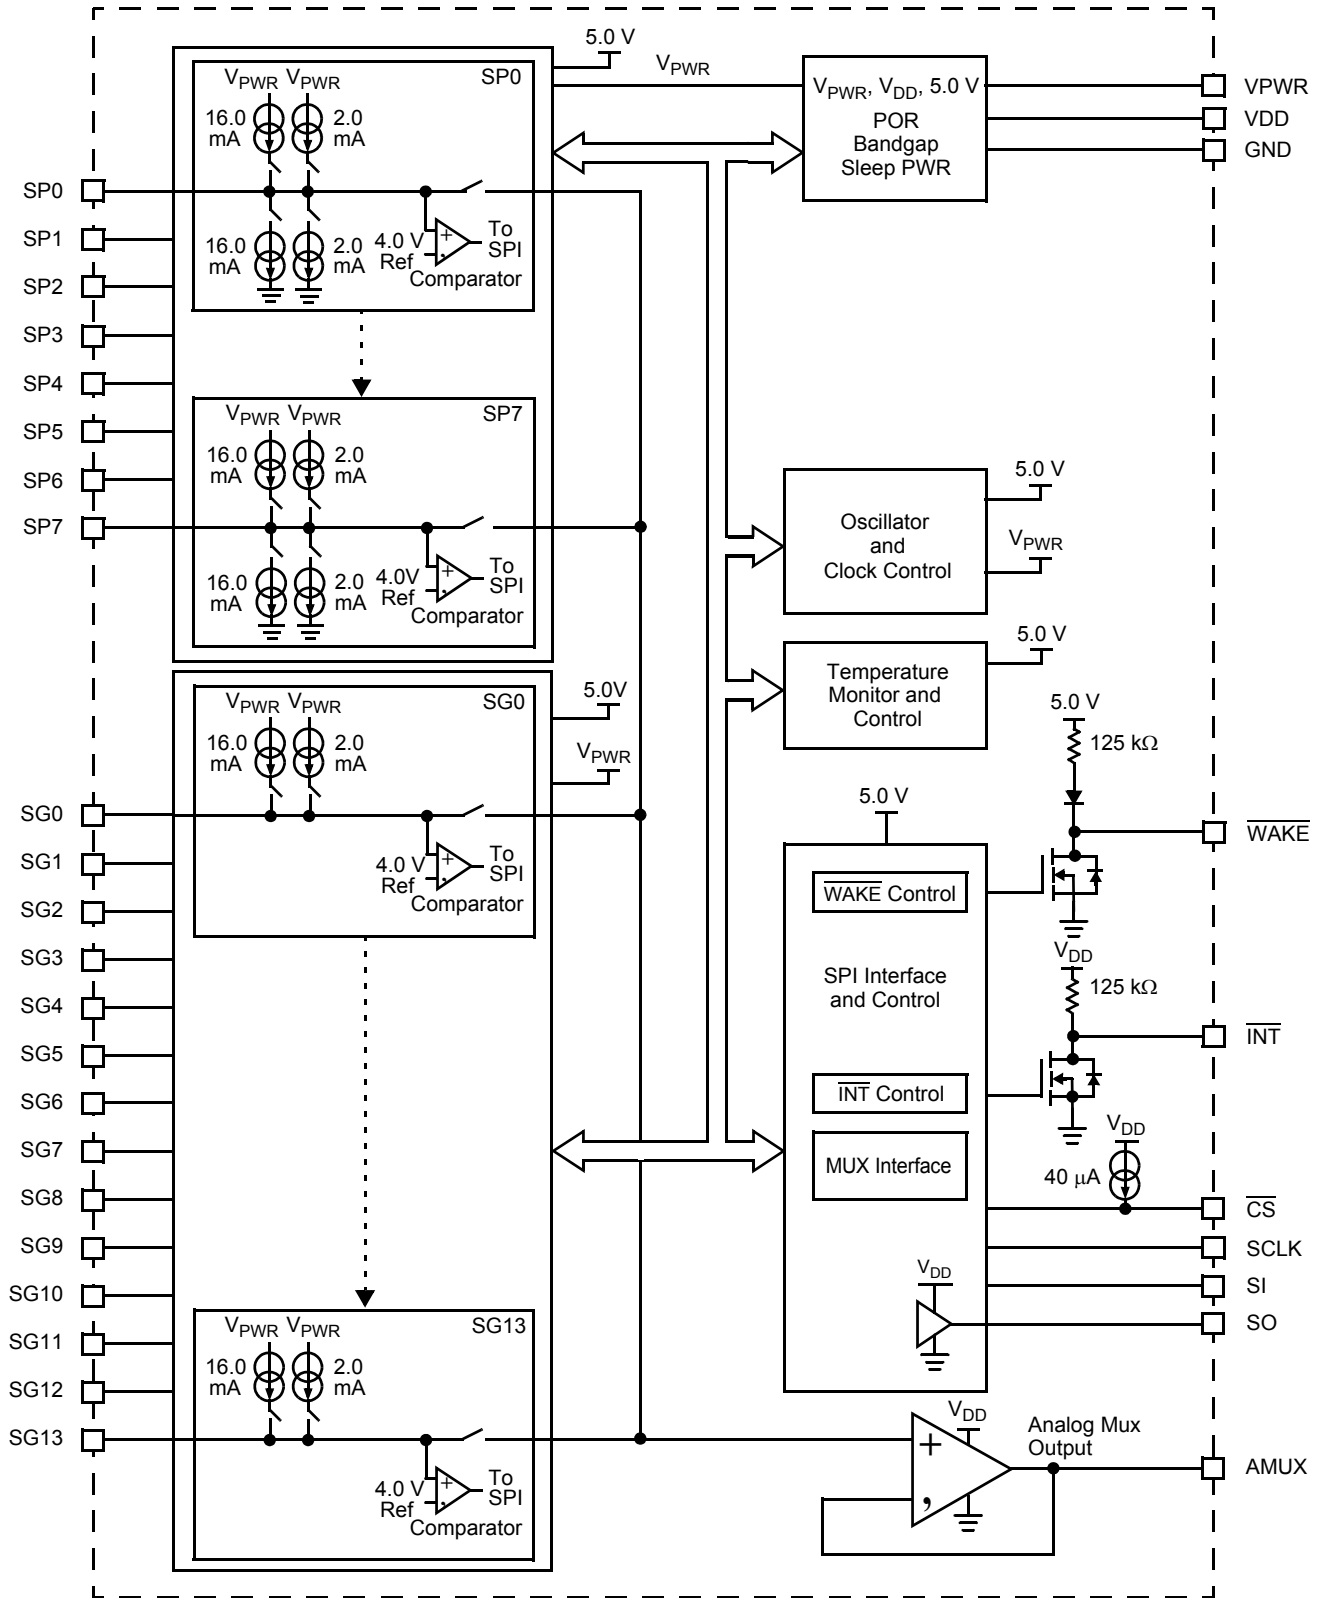 5.0 V
VPWR
SP0
VPWR VPWR
16.0 mA
2.0 mA
16.0 mA
2.0 mA
4.0 V Ref
+
-
To SPI
Comparator
SP0
SP1
SP2
SP3
SP4
SP5
SP6
SP7
SP7
VPWR VPWR
16.0 mA
2.0 mA
16.0 mA
2.0 mA
4.0V Ref
+
-
To SPI
Comparator
SG0
VPWR VPWR
16.0 mA
2.0 mA
4.0 V Ref
+
-
To SPI
Comparator
5.0V
VPWR
SG0
SG1
SG2
SG3
SG4
SG5
SG6
SG7
SG8
SG9
SG10
SG11
SG12
SG13
SG13
VPWR VPWR
16.0 mA
2.0 mA
4.0 V Ref
+
-
To SPI
Comparator
VPWR, VDD, 5.0 V
POR
Bandgap
Sleep PWR
VPWR
VDD
GND
Oscillator
and
Clock Control
5.0 V
VPWR
Temperature
Monitor and
Control
5.0 V
5.0 V
WAKE Control
SPI Interface
and Control
INT Control
MUX Interface
VDD
5.0 V
125 kΩ
WAKE
VDD
125 kΩ
INT
VDD
40 μA
CS
SCLK
SI
SO
VDD
+
,
Analog Mux
Output
AMUX